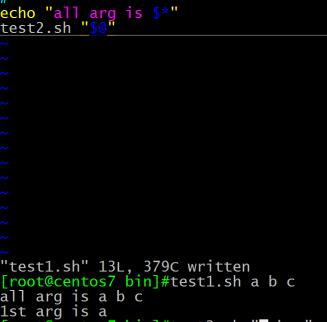 #
echo "all arg is $*"
test2.sh "$@"
~
~
~
~
~
~
~
~
~
~
~
~
"test1.sh" 13L, 379C written
[root@centos7 bin]#test1.sh a b c
all arg is a b c
1st arg is a